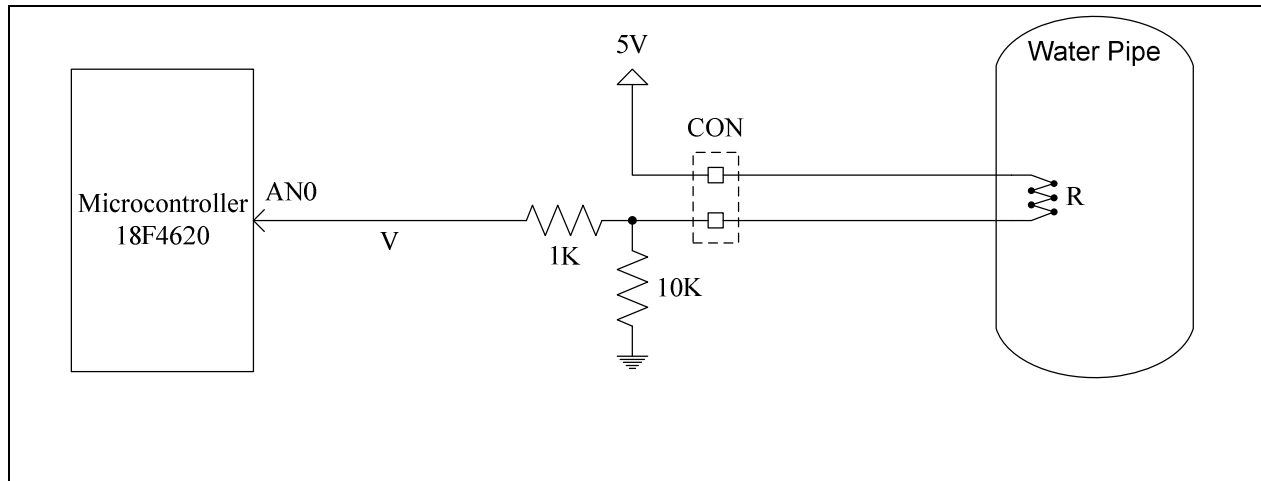 5V
Water Pipe
CON
AN0
Microcontroller
18F4620
V
1K
10K
R